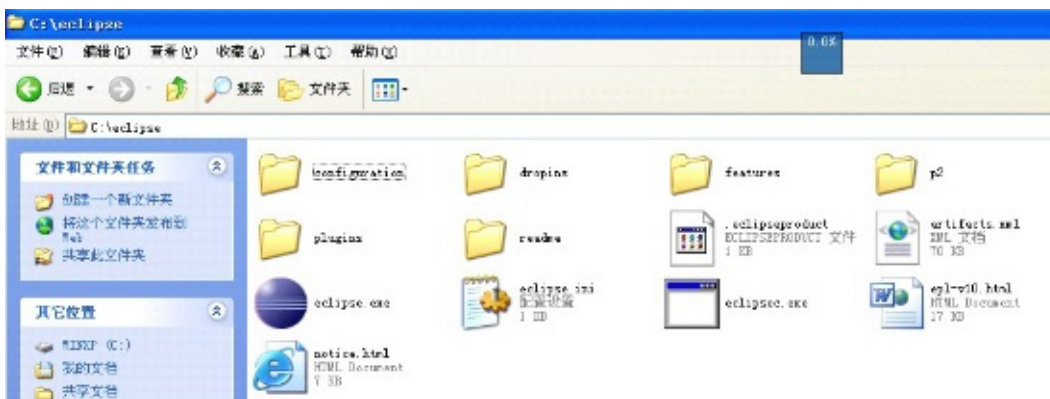 C:\eclipse
文件(F) 编辑(E) 查看(V) 收藏(A) 工具(T) 帮助(H)
0.0%
后退 搜索 文件夹
地址(D) C:\eclipse
文件和文件夹任务
创建一个新文件夹
将这个文件夹发布到
Web
共享此文件夹
其它位置
WINXP (C:)
我的文档
共享文档
configuration
dropins
features
p2
plugins
readme
.eclipseproduct
ECLIPSEPRODUCT 文件
1 KB
artifacts.xml
XML 文档
70 KB
eclipse.exe
eclipse.ini
配置设置
1 KB
eclipsec.exe
epl-v10.html
HTML Document
17 KB
notice.html
HTML Document
7 KB